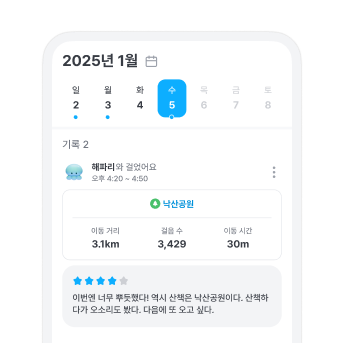 2025년 1월
일 월 화 수 목 금 토
2 3 4 5 6 7 8
기록 2
해파리와 걸었어요
오후 4:20 ~ 4:50
낙산공원
이동 거리 걸음 수 이동 시간
3.1km 3,429 30m
이번엔 너무 뿌듯했다! 역시 산책은 낙산공원이다. 산책하
다가 오소리도 봤다. 다음에 또 오고 싶다.